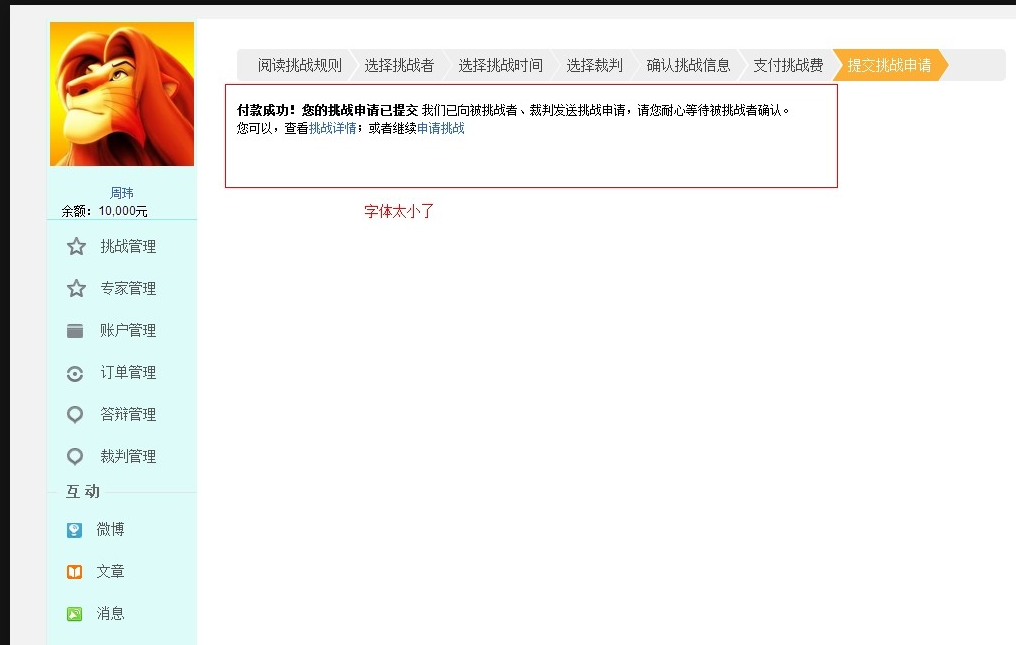 阅读挑战规则 选择挑战者 选择挑战时间 选择裁判 确认挑战信息 支付挑战费 提交挑战申请
付款成功！您的挑战申请已提交 我们已向被挑战者、裁判发送挑战申请，请您耐心等待被挑战者确认。
您可以，查看挑战详情；或者继续申请挑战
字体太小了
周玮
余额：10,000元
挑战管理
专家管理
账户管理
订单管理
答辩管理
裁判管理
互 动
微博
文章
消息